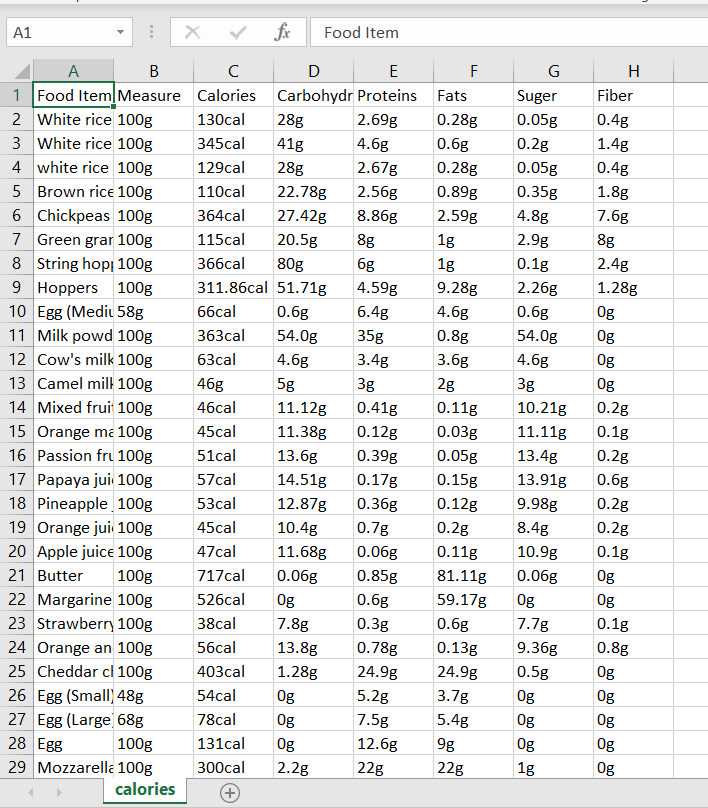 A1 fx Food Item
A B C D E F G H
1 Food Item Measure Calories Carbohydr Proteins Fats Suger Fiber
2 White rice 100g 130cal 28g 2.69g 0.28g 0.05g 0.4g
3 White rice 100g 345cal 41g 4.6g 0.6g 0.2g 1.4g
4 white rice 100g 129cal 28g 2.67g 0.28g 0.05g 0.4g
5 Brown rice 100g 110cal 22.78g 2.56g 0.89g 0.35g 1.8g
6 Chickpeas 100g 364cal 27.42g 8.86g 2.59g 4.8g 7.6g
7 Green gra 100g 115cal 20.5g 8g 1g 2.9g 8g
8 String hop 100g 366cal 80g 6g 1g 0.1g 2.4g
9 Hoppers 100g 311.86cal 51.71g 4.59g 9.28g 2.26g 1.28g
10 Egg (Medi 58g 66cal 0.6g 6.4g 4.6g 0.6g 0g
11 Milk powd 100g 363cal 54.0g 35g 0.8g 54.0g 0g
12 Cow's milk 100g 63cal 4.6g 3.4g 3.6g 4.6g 0g
13 Camel milk 100g 46g 5g 3g 2g 3g 0g
14 Mixed frui 100g 46cal 11.12g 0.41g 0.11g 10.21g 0.2g
15 Orange ma 100g 45cal 11.38g 0.12g 0.03g 11.11g 0.1g
16 Passion fru 100g 51cal 13.6g 0.39g 0.05g 13.4g 0.2g
17 Papaya jui 100g 57cal 14.51g 0.17g 0.15g 13.91g 0.6g
18 Pineapple 100g 53cal 12.87g 0.36g 0.12g 9.98g 0.2g
19 Orange jui 100g 45cal 10.4g 0.7g 0.2g 8.4g 0.2g
20 Apple juice 100g 47cal 11.68g 0.06g 0.11g 10.9g 0.1g
21 Butter 100g 717cal 0.06g 0.85g 81.11g 0.06g 0g
22 Margarine 100g 526cal 0g 0.6g 59.17g 0g 0g
23 Strawberry 100g 38cal 7.8g 0.3g 0.6g 7.7g 0.1g
24 Orange an 100g 56cal 13.8g 0.78g 0.13g 9.36g 0.8g
25 Cheddar c 100g 403cal 1.28g 24.9g 24.9g 0.5g 0g
26 Egg (Small) 48g 54cal 0g 5.2g 3.7g 0g 0g
27 Egg (Large 68g 78cal 0g 7.5g 5.4g 0g 0g
28 Egg 100g 131cal 0g 12.6g 9g 0g 0g
29 Mozzarella 100g 300cal 2.2g 22g 22g 1g 0g
calories